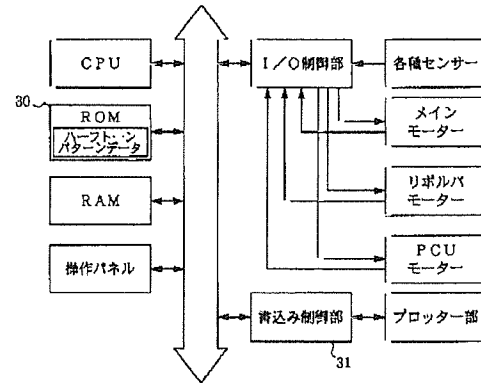 CPU
30
ROM
ハーフトーン
パターンデータ
RAM
操作パネル
I／O制御部
各種センサー
メイン
モーター
リボルバ
モーター
PCU
モーター
書込み制御部
31
プロッター部